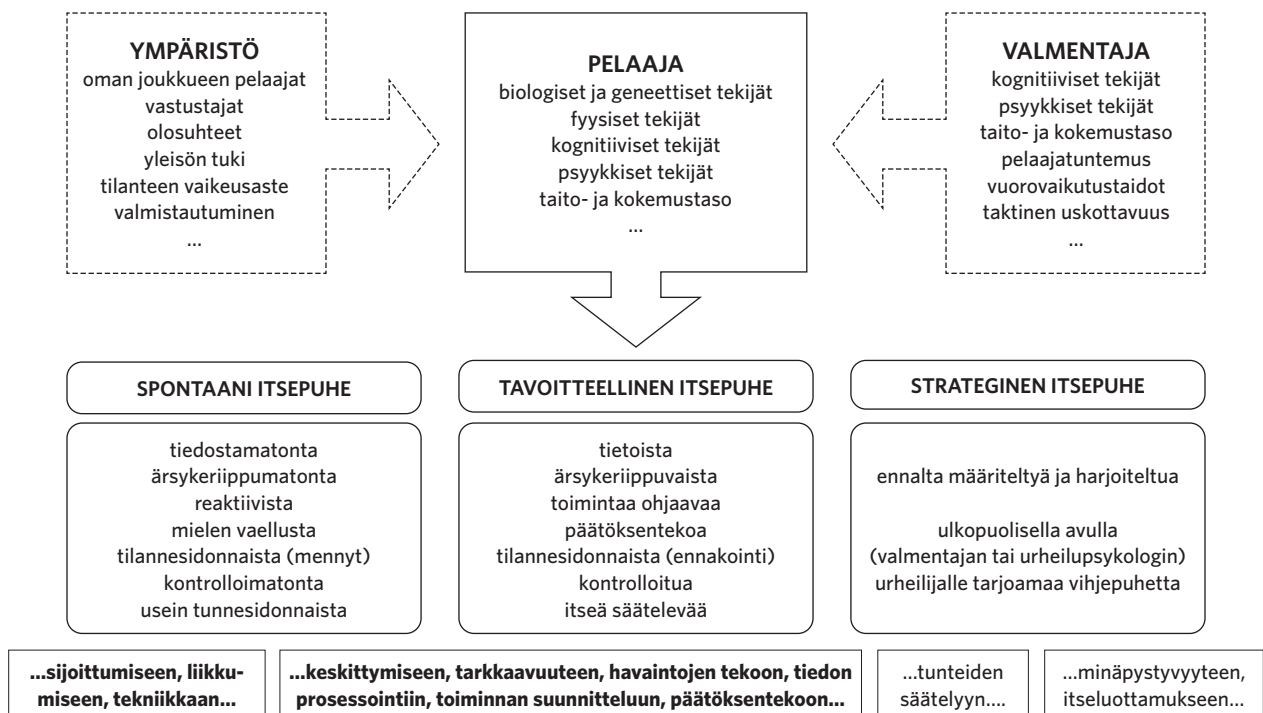 YMPÄRISTÖ
oman joukkueen pelaajat
vastustajat
olosuhteet
yleisön tuki
tilanteen vaikeusaste
valmistautuminen
...
PELAAJA
biologiset ja geneettiset tekijät
fyysiset tekijät
kognitiiviset tekijät
psyykkiset tekijät
taito- ja kokemustaso
...
VALMENTAJA
kognitiiviset tekijät
psyykkiset tekijät
taito- ja kokemustaso
pelaajatuntemus
vuorovaikutustaidot
taktinen uskottavuus
...
SPONTAANI ITSEPUHE
tiedostamatonta
ärsykeriippumatonta
reaktiivista
mielen vaellusta
tilannesidonnaista (mennyt)
kontrolloimatonta
usein tunnesidonnaista
TAVOITTEELLINEN ITSEPUHE
tietoista
ärsykeriippuvaista
toimintaa ohjaavaa
päätöksentekoa
tilannesidonnaista (ennakointi)
kontrolloitua
itseä säätelevää
STRATEGINEN ITSEPUHE
ennalta määriteltyä ja harjoiteltua
ulkopuolisella avulla
(valmentajan tai urheilupsykologin)
urheilijalle tarjoamaa vihjepuhetta
...sijoittumiseen, liikku-
miseen, tekniikkaan...
...keskittymiseen, tarkkaavuuteen, havaintojen tekoon, tiedon
prosessointiin, toiminnan suunnitteluun, päätöksentekoon...
...tunteiden
säätelyyn....
...minäpystyvyyteen,
itseluottamukseen...